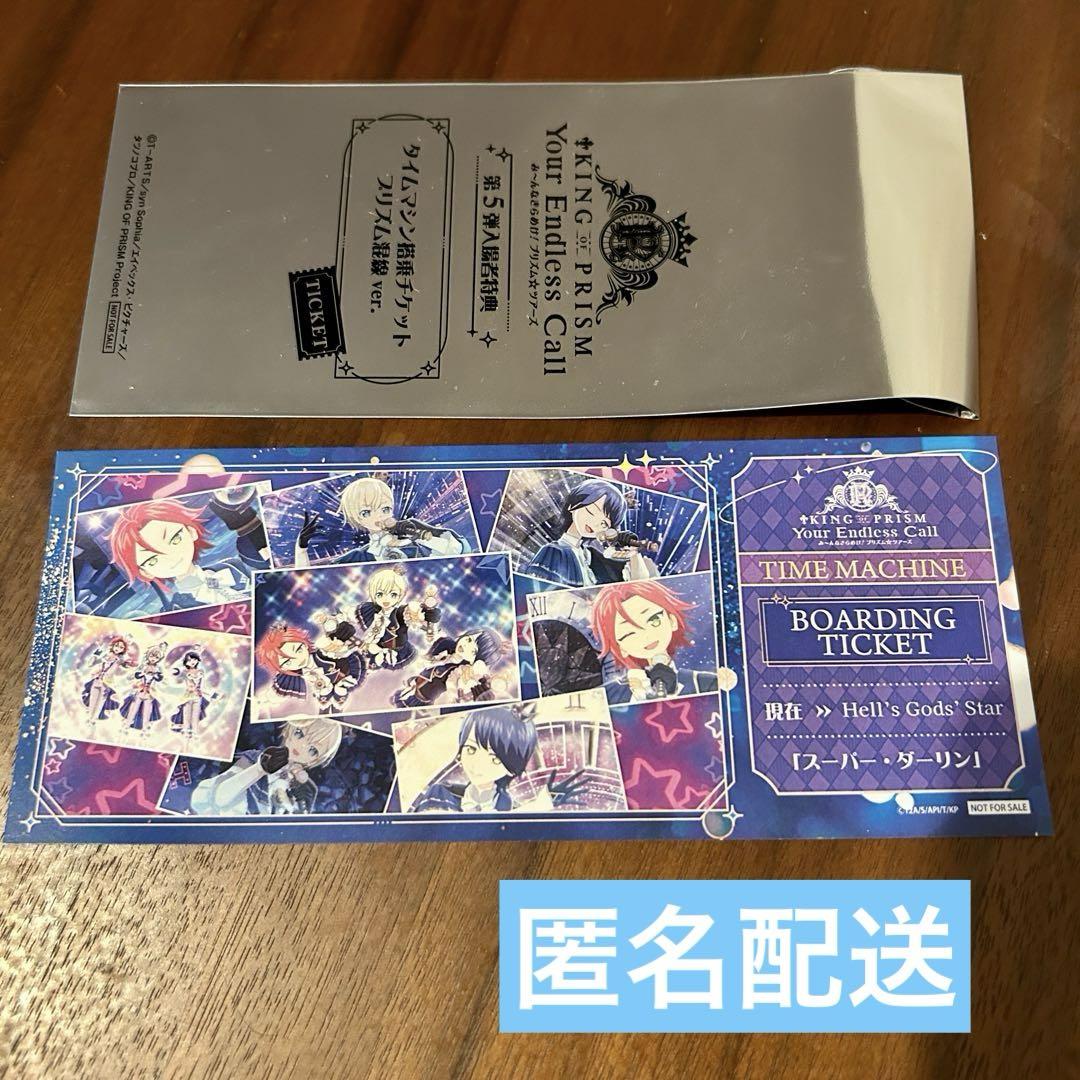 KING OF PRISM
Your Endless Call
み～んなきらめけ！プリズム☆ツアーズ
第5弾入場者特典
タイムマシン搭乗チケット
プリズム混線 ver.
TICKET
©T-ARTS/syn Sophia/エイベックス・ピクチャーズ/
タツノコプロ/KING OF PRISM Project NOT FOR SALE
KING OF PRISM
Your Endless Call
み～んなきらめけ！プリズム☆ツアーズ
TIME MACHINE
BOARDING
TICKET
現在 >> Hell's Gods' Star
「スーパー・ダーリン」
©T2A/S/API/T/KP NOT FOR SALE
XII I
匿名配送